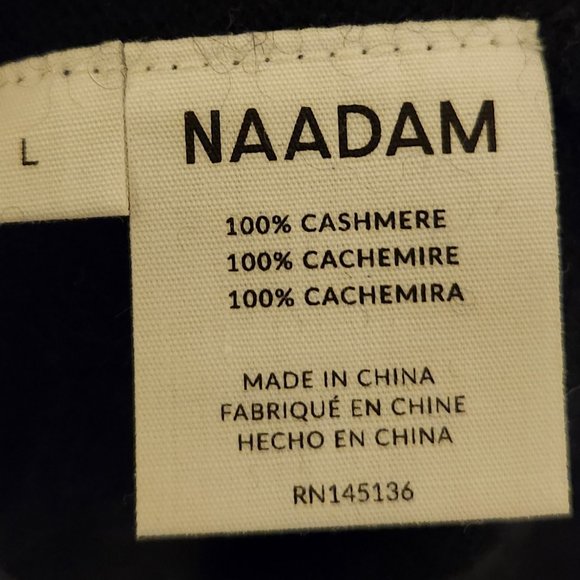 L
NAADAM
100% CASHMERE
100% CACHEMIRE
100% CACHEMIRA
MADE IN CHINA
FABRIQUÉ EN CHINE
HECHO EN CHINA
RN145136